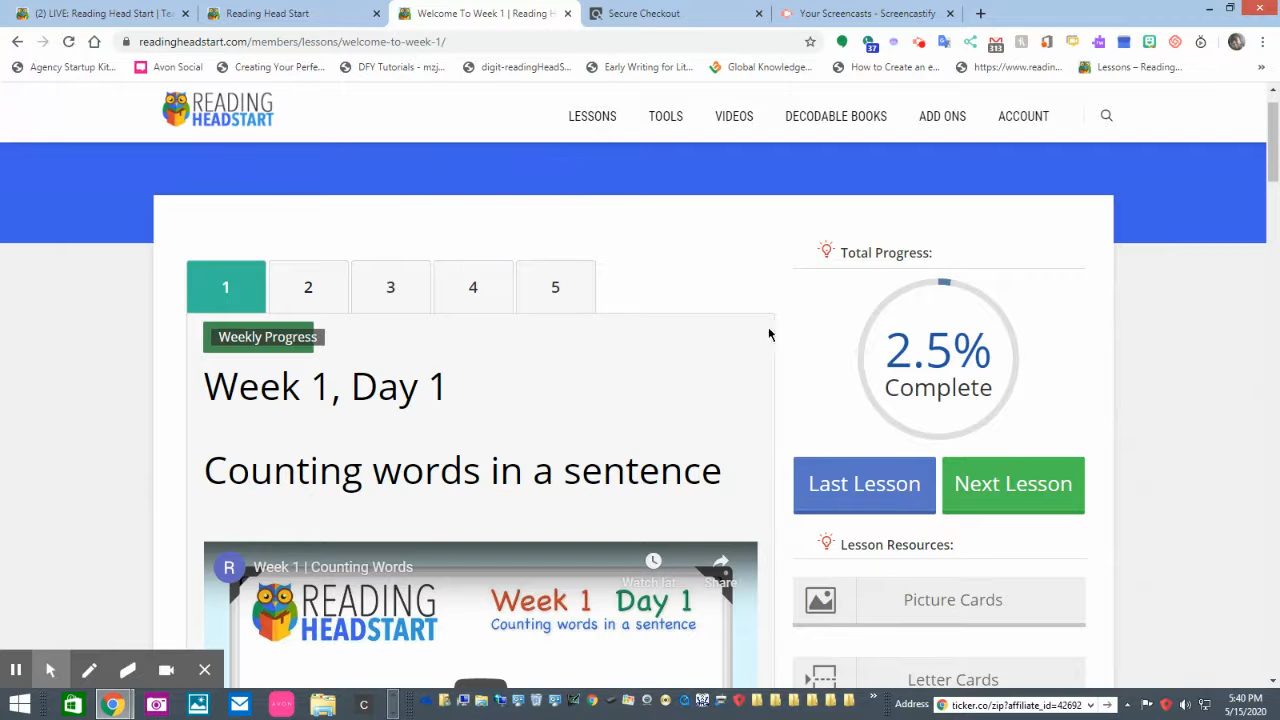 (2) LIVE: Reading Head Start | Tea
Reading Head Start
Welcome To Week 1 | Reading H
Secure Checkout
Your Screencasts - Screencastify
readingheadstart.com/members/lessons/welcome-to-week-1/
37
313
Agency Startup Kit...
Avon Social
Creating Your Perfe...
DFY Tutorials - mzj...
digit-readingHeadS...
Early Writing for Lit...
Global Knowledge...
How to Create an e...
https://www.readin...
Lessons – Reading...
»
READING
HEADSTART
LESSONS
TOOLS
VIDEOS
DECODABLE BOOKS
ADD ONS
ACCOUNT
1
2
3
4
5
Weekly Progress
Week 1, Day 1
Counting words in a sentence
R
Week 1 | Counting Words
Watch lat...
Share
READING
HEADSTART
Week 1 Day 1
Counting words in a sentence
Total Progress:
2.5%
Complete
Last Lesson
Next Lesson
Lesson Resources:
Picture Cards
Letter Cards
Address
ticker.co/zip?affiliate_id=42692
5:40 PM
5/15/2020